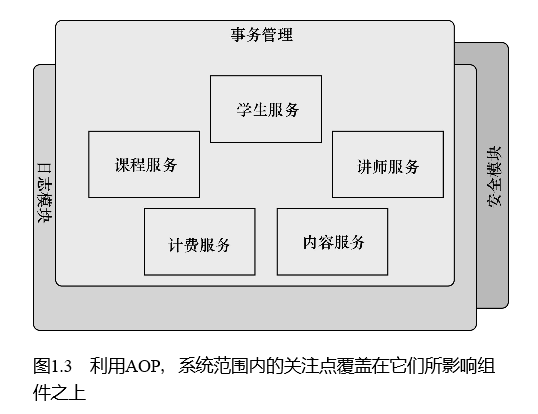 事务管理
学生服务
课程服务
讲师服务
日志模块
安全模块
计费服务
内容服务
图1.3 利用AOP，系统范围内的关注点覆盖在它们所影响组
件之上